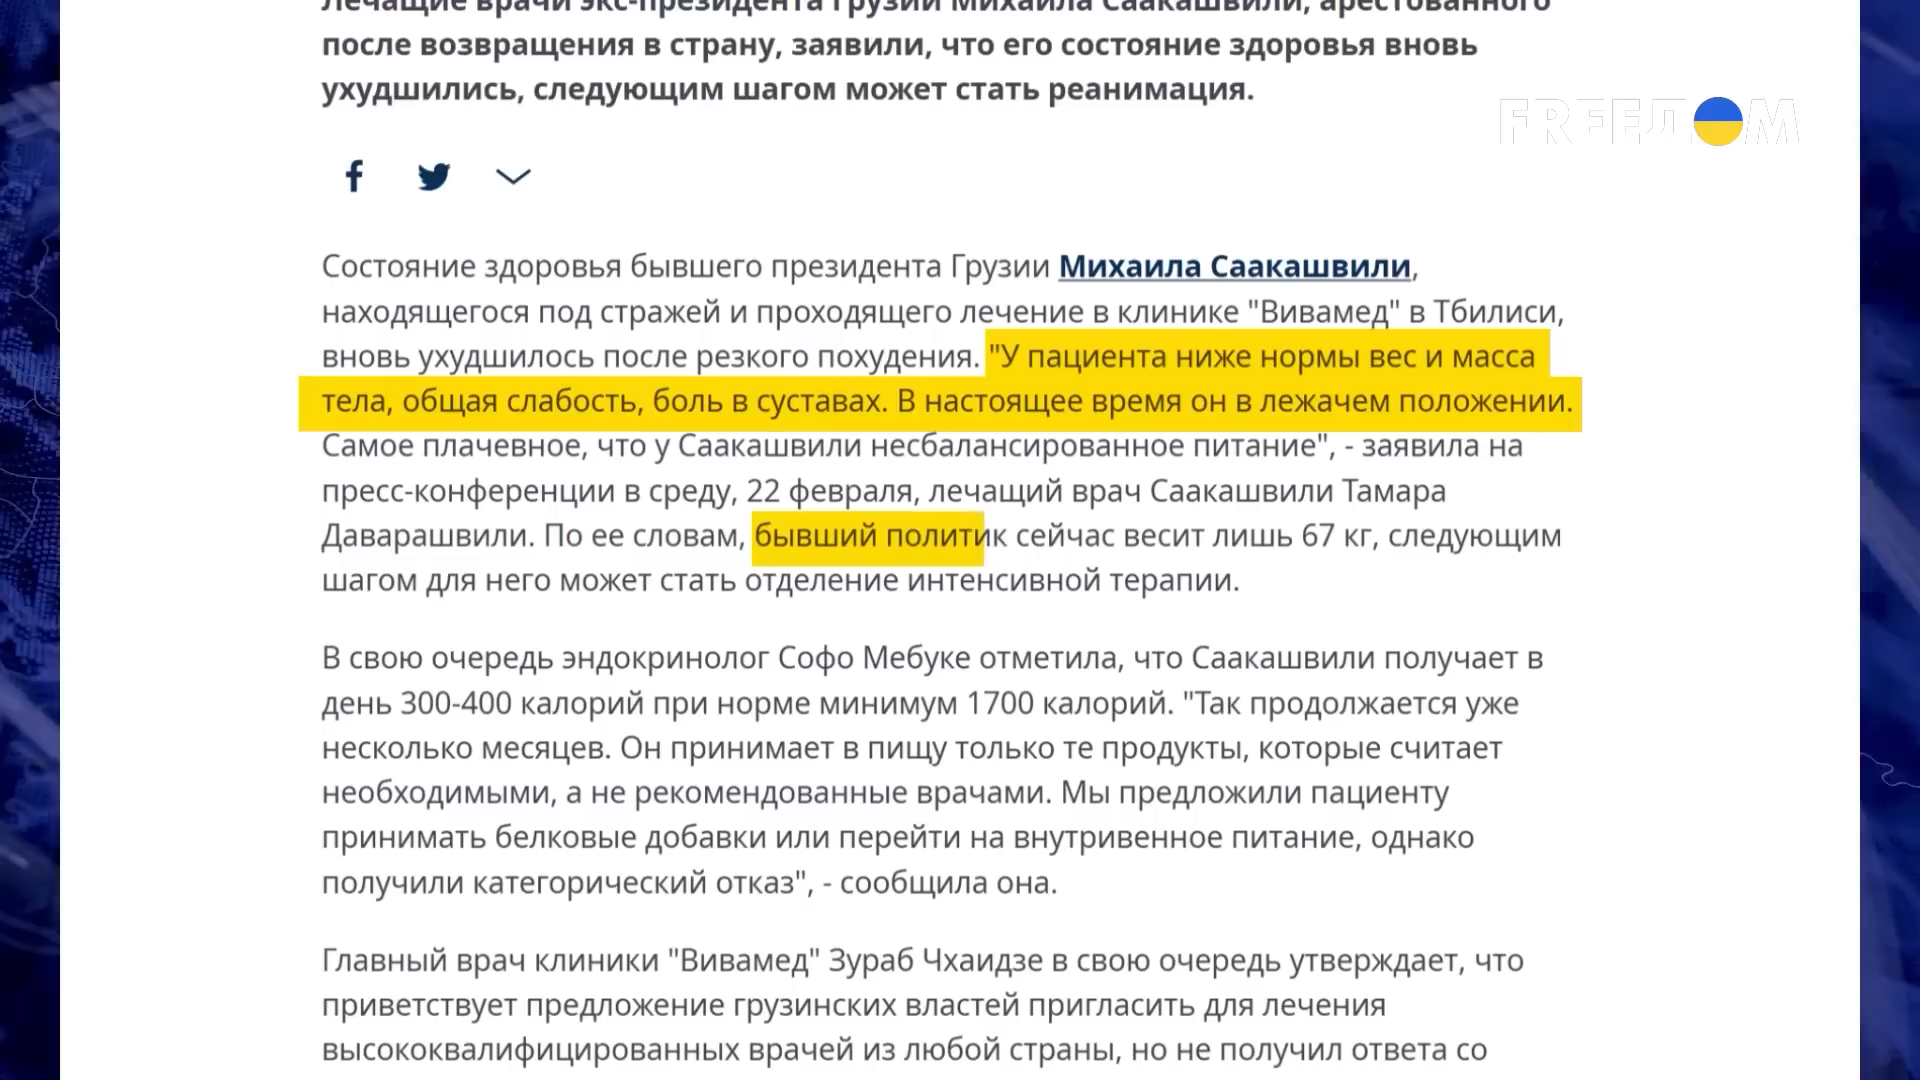 Лечащие врачи экс-президента Грузии Михаила Саакашвили, арестованного
после возвращения в страну, заявили, что его состояние здоровья вновь
ухудшились, следующим шагом может стать реанимация.
FREEДOM
Состояние здоровья бывшего президента Грузии Михаила Саакашвили,
находящегося под стражей и проходящего лечение в клинике "Вивамед" в Тбилиси,
вновь ухудшилось после резкого похудения. "У пациента ниже нормы вес и масса
тела, общая слабость, боль в суставах. В настоящее время он в лежачем положении.
Самое плачевное, что у Саакашвили несбалансированное питание", - заявила на
пресс-конференции в среду, 22 февраля, лечащий врач Саакашвили Тамара
Даварашвили. По ее словам, бывший политик сейчас весит лишь 67 кг, следующим
шагом для него может стать отделение интенсивной терапии.
В свою очередь эндокринолог Софо Мебуке отметила, что Саакашвили получает в
день 300-400 калорий при норме минимум 1700 калорий. "Так продолжается уже
несколько месяцев. Он принимает в пищу только те продукты, которые считает
необходимыми, а не рекомендованные врачами. Мы предложили пациенту
принимать белковые добавки или перейти на внутривенное питание, однако
получили категорический отказ", - сообщила она.
Главный врач клиники "Вивамед" Зураб Чхаидзе в свою очередь утверждает, что
приветствует предложение грузинских властей пригласить для лечения
высококвалифицированных врачей из любой страны, но не получил ответа со